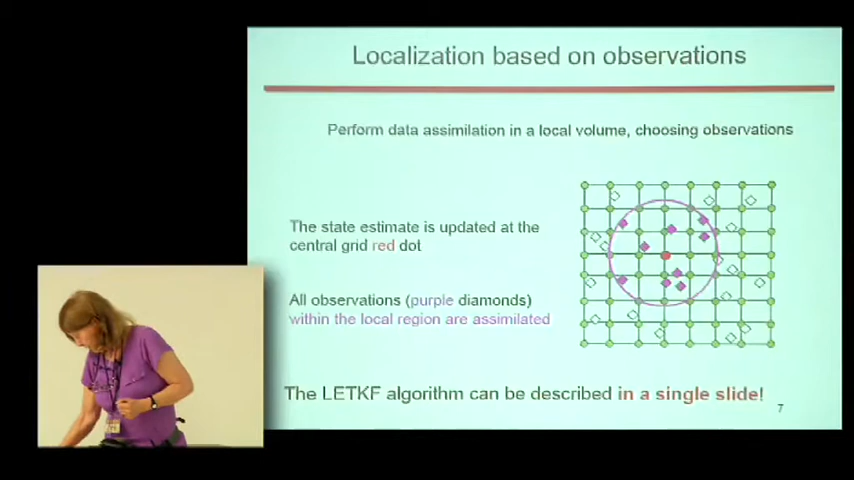 Localization based on observations
Perform data assimilation in a local volume, choosing observations
The state estimate is updated at the
central grid red dot
All observations (purple diamonds)
within the local region are assimilated
The LETKF algorithm can be described in a single slide!
7